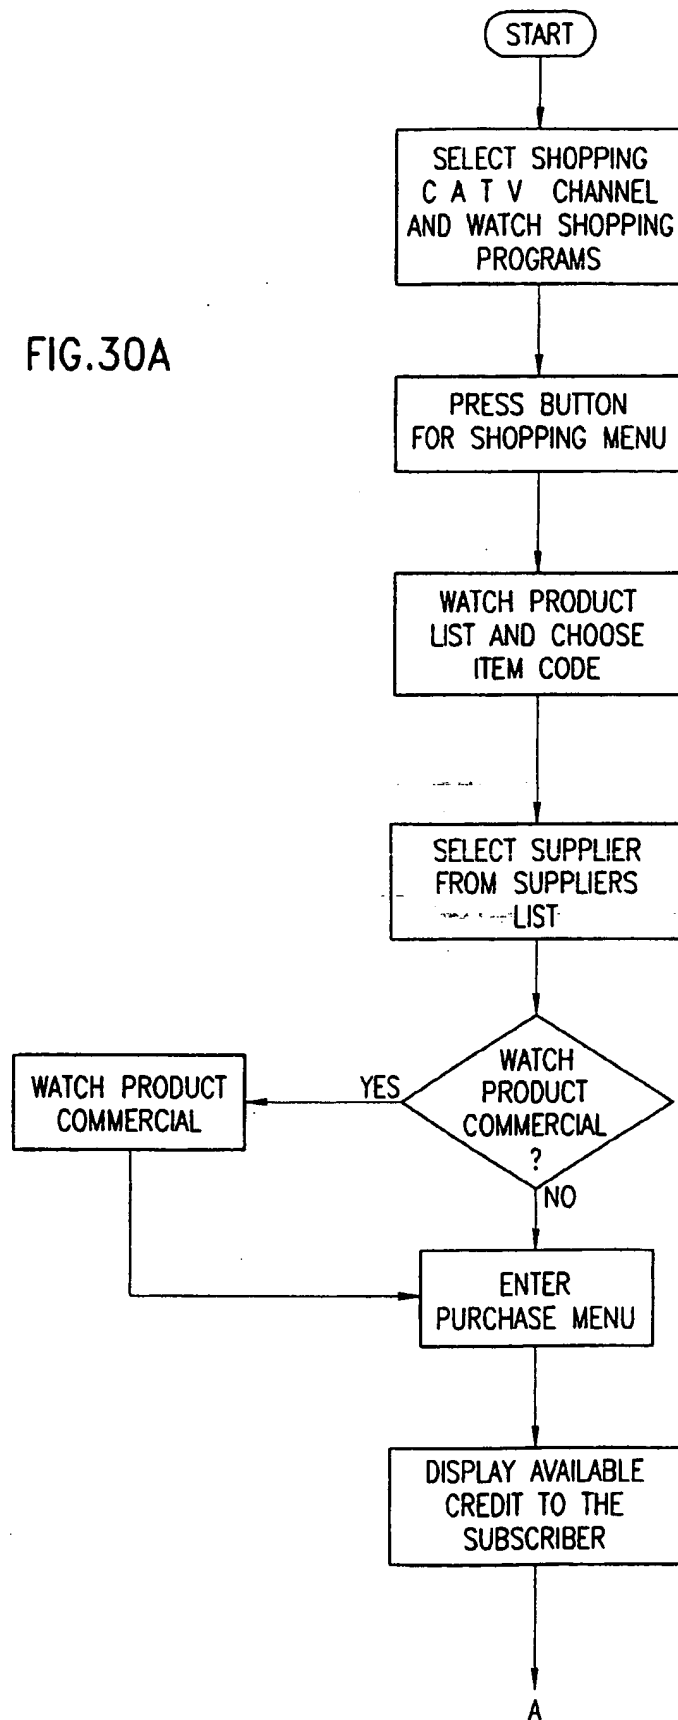 START
SELECT SHOPPING
C A T V CHANNEL
AND WATCH SHOPPING
PROGRAMS
FIG.30A
PRESS BUTTON
FOR SHOPPING MENU
WATCH PRODUCT
LIST AND CHOOSE
ITEM CODE
SELECT SUPPLIER
FROM SUPPLIERS
LIST
WATCH
PRODUCT
COMMERCIAL
?
YES
WATCH PRODUCT
COMMERCIAL
NO
ENTER
PURCHASE MENU
DISPLAY AVAILABLE
CREDIT TO THE
SUBSCRIBER
A